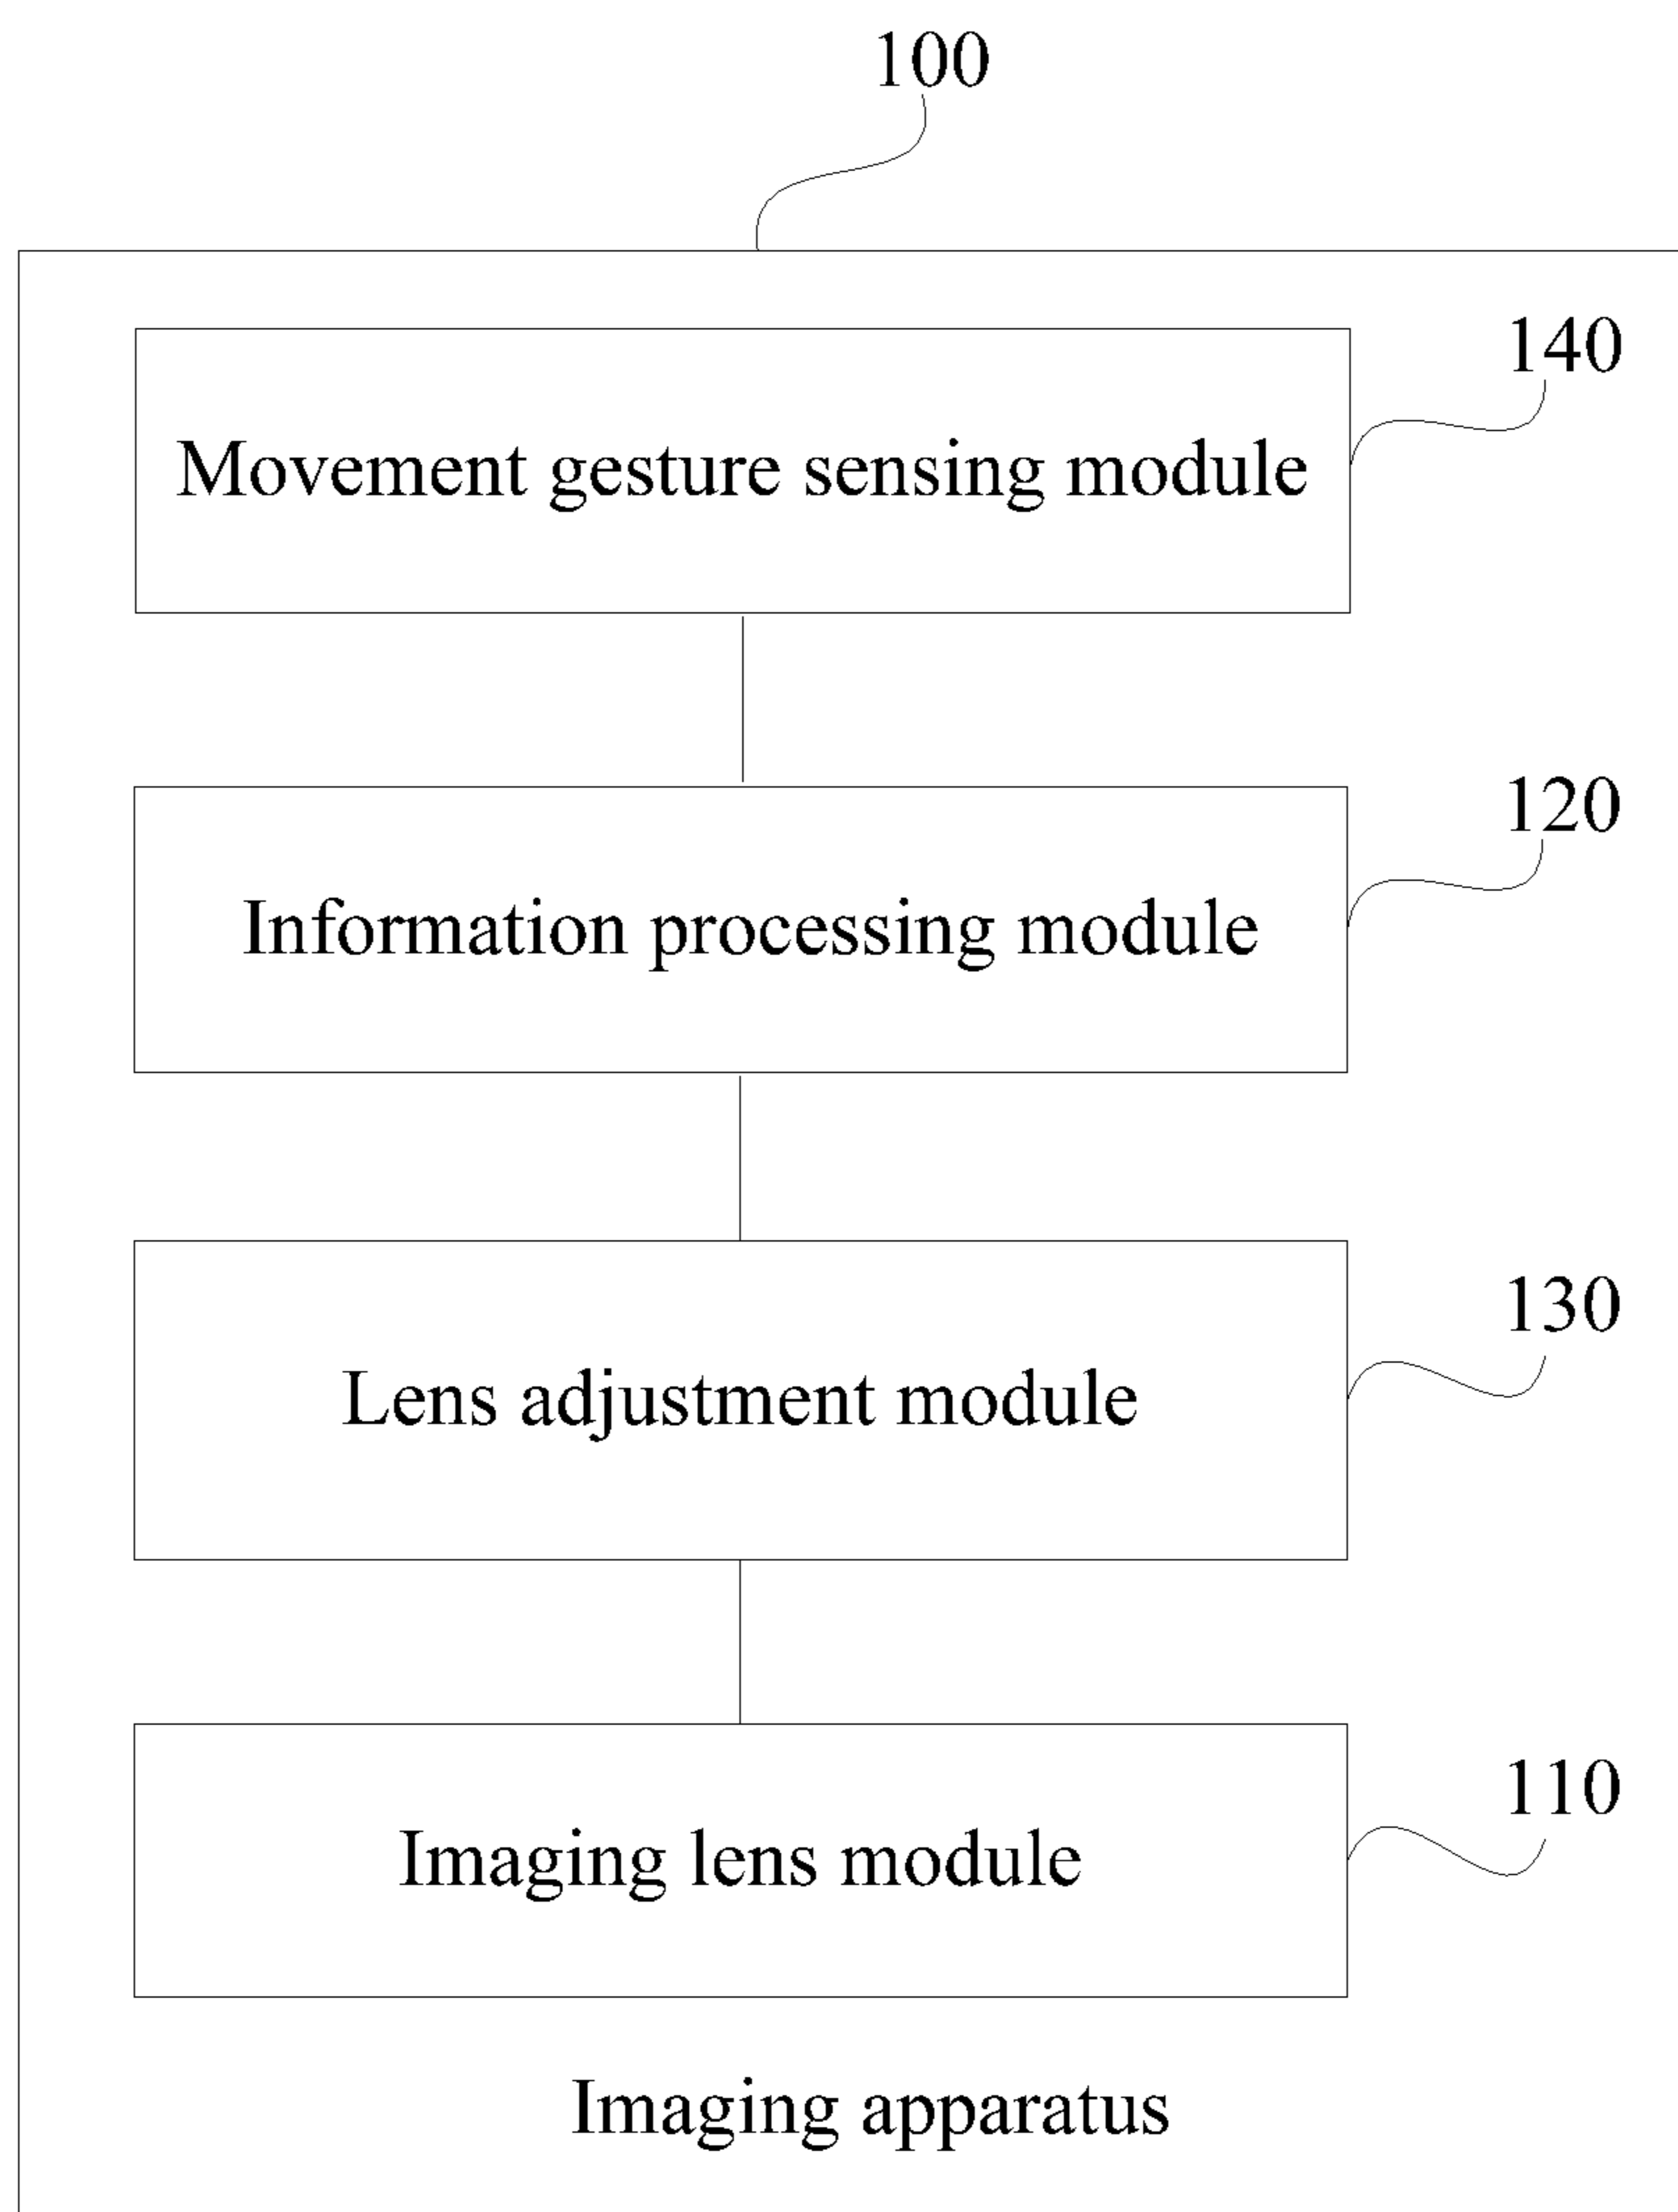 100
140
Movement gesture sensing module
120
Information processing module
130
Lens adjustment module
110
Imaging lens module
Imaging apparatus